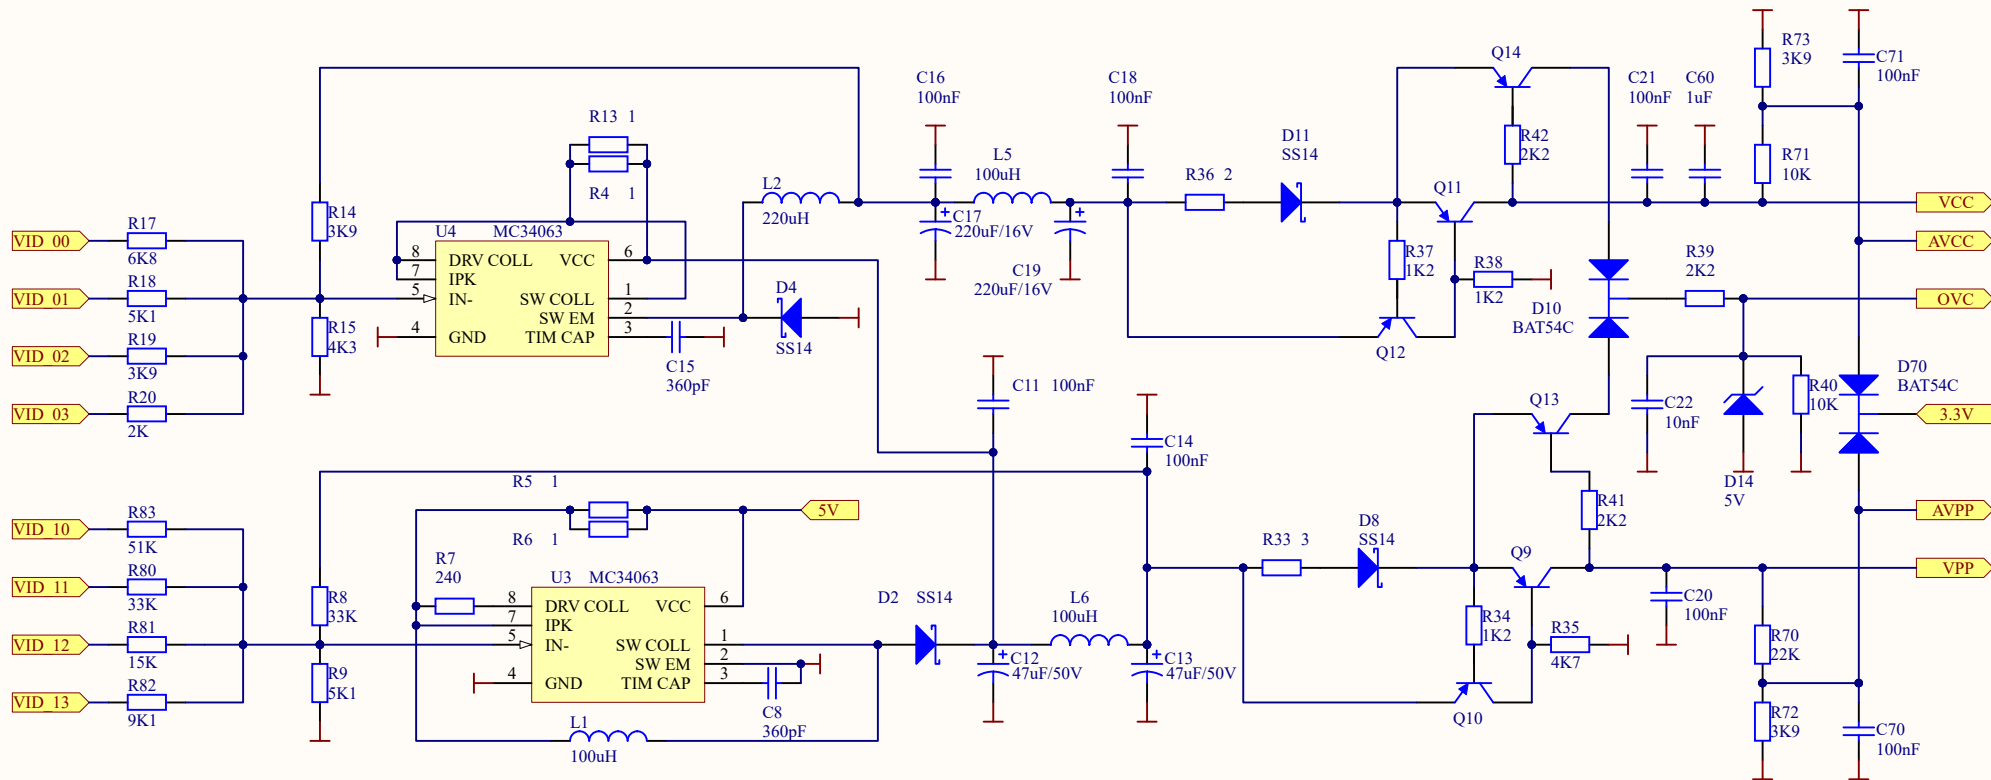 VID_00
VID_01
VID_02
VID_03
R17
6K8
R18
5K1
R19
3K9
R20
2K
R14
3K9
R15
4K3
R13 1
R4 1
U4 MC34063
8 DRV COLL VCC 6
7 IPK
5 IN- SW COLL 1
SW EM 2
4 GND TIM CAP 3
C15
360pF
L2
220uH
D4
SS14
C16
100nF
C17
220uF/16V
L5
100uH
C18
100nF
C19
220uF/16V
R36 2
D11
SS14
Q14
R42
2K2
Q11
R37
1K2
R38
1K2
Q12
D10
BAT54C
C21
100nF
C60
1uF
R73
3K9
R71
10K
C71
100nF
VCC
AVCC
R39
2K2
OVC
C22
10nF
D14
5V
R40
10K
D70
BAT54C
3.3V
AVPP
VPP
VID_10
VID_11
VID_12
VID_13
R83
51K
R80
33K
R81
15K
R82
9K1
R8
33K
R9
5K1
R5 1
R6 1
5V
R7
240
U3 MC34063
8 DRV COLL VCC 6
7 IPK
5 IN- SW COLL 1
SW EM 2
4 GND TIM CAP 3
C8
360pF
L1
100uH
D2 SS14
C11 100nF
C12
47uF/50V
L6
100uH
C14
100nF
C13
47uF/50V
R33 3
D8
SS14
Q13
R41
2K2
Q9
R34
1K2
R35
4K7
Q10
C20
100nF
R70
22K
R72
3K9
C70
100nF